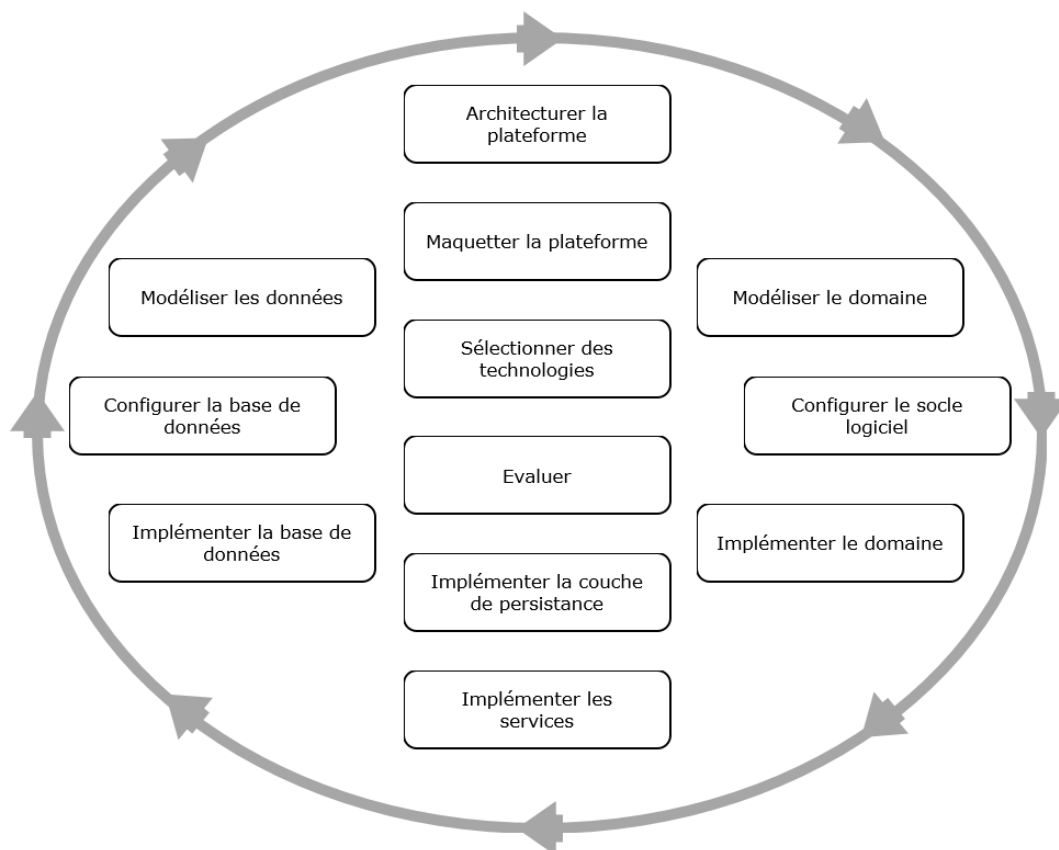 Architecturer la
plateforme
Maquetter la plateforme
Modéliser les données
Modéliser le domaine
Sélectionner des
technologies
Configurer la base de
données
Configurer le socle
logiciel
Evaluer
Implémenter la base de
données
Implémenter le domaine
Implémenter la couche
de persistance
Implémenter les
services